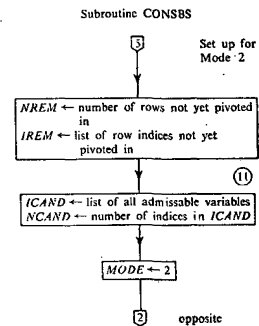 Subroutine CONSBS
5
Set up for
Mode 2
NREM ← number of rows not yet pivoted
in
IREM ← list of row indices not yet
pivoted in
11
ICAND ← list of all admissable variables
NCAND ← number of indices in ICAND
MODE ← 2
2
opposite